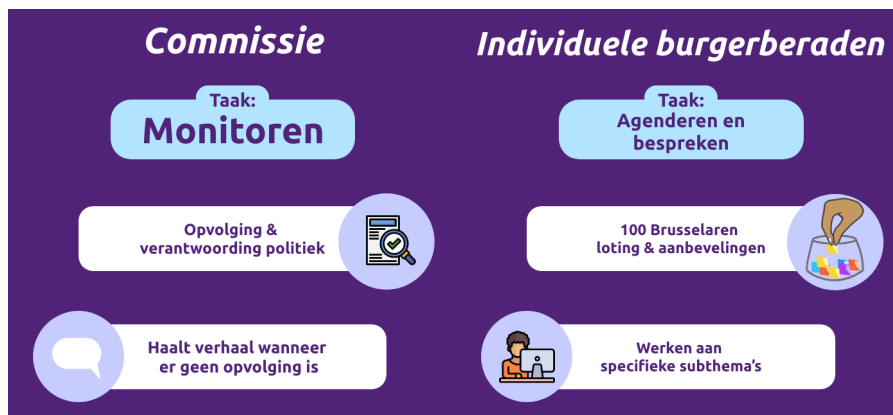 Commissie
Taak:
Monitoren
Opvolging &
verantwoording politiek
Haalt verhaal wanneer
er geen opvolging is
Individuele burgerberaden
Taak:
Agenderen en
bespreken
100 Brusselaren
loting & aanbevelingen
Werken aan
specifieke subthema's